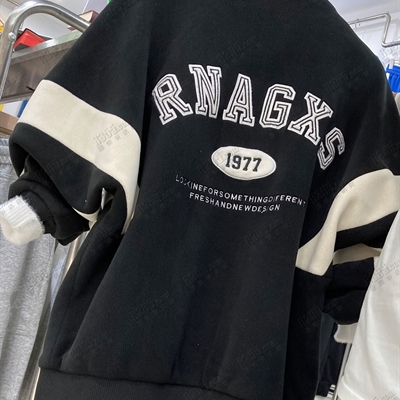 RNAGXS
1977
LOOKINEFORSOMETHINGDIFFERENT
FRESHANDNEWDESIGN